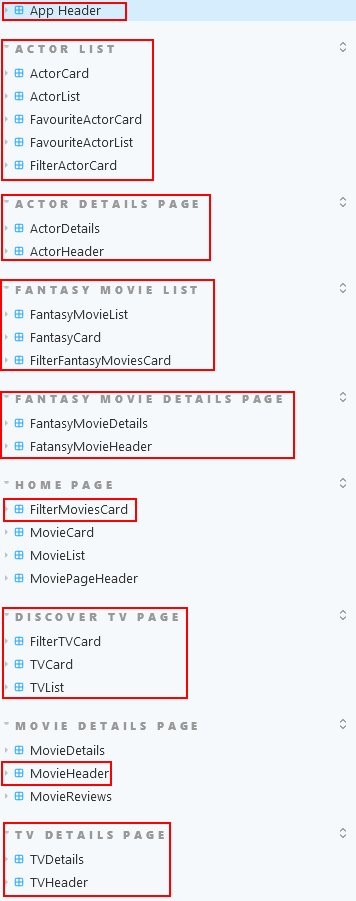 App Header
ACTOR LIST
ActorCard
ActorList
FavouriteActorCard
FavouriteActorList
FilterActorCard
ACTOR DETAILS PAGE
ActorDetails
ActorHeader
FANTASY MOVIE LIST
FantasyMovieList
FantasyCard
FilterFantasyMoviesCard
FANTASY MOVIE DETAILS PAGE
FantasyMovieDetails
FatansyMovieHeader
HOME PAGE
FilterMoviesCard
MovieCard
MovieList
MoviePageHeader
DISCOVER TV PAGE
FilterTVCard
TVCard
TVList
MOVIE DETAILS PAGE
MovieDetails
MovieHeader
MovieReviews
TV DETAILS PAGE
TVDetails
TVHeader